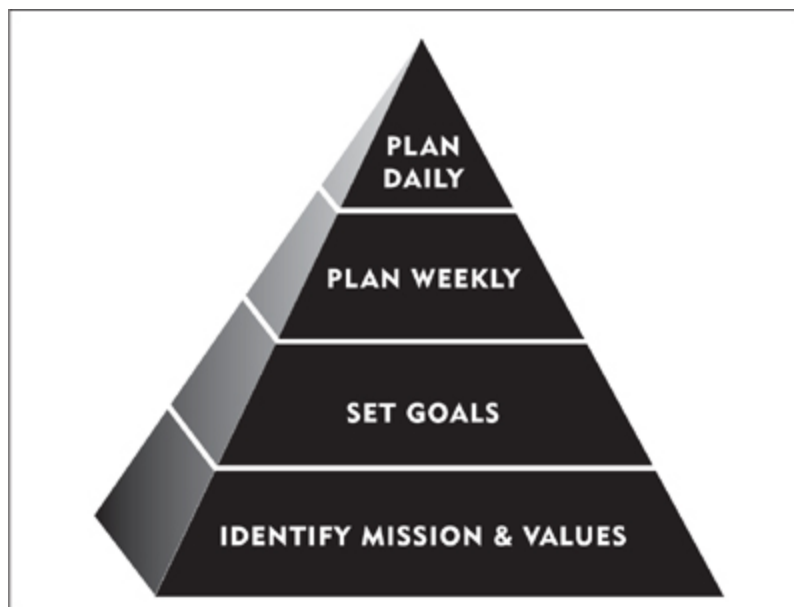 PLAN
DAILY
PLAN WEEKLY
SET GOALS
IDENTIFY MISSION & VALUES